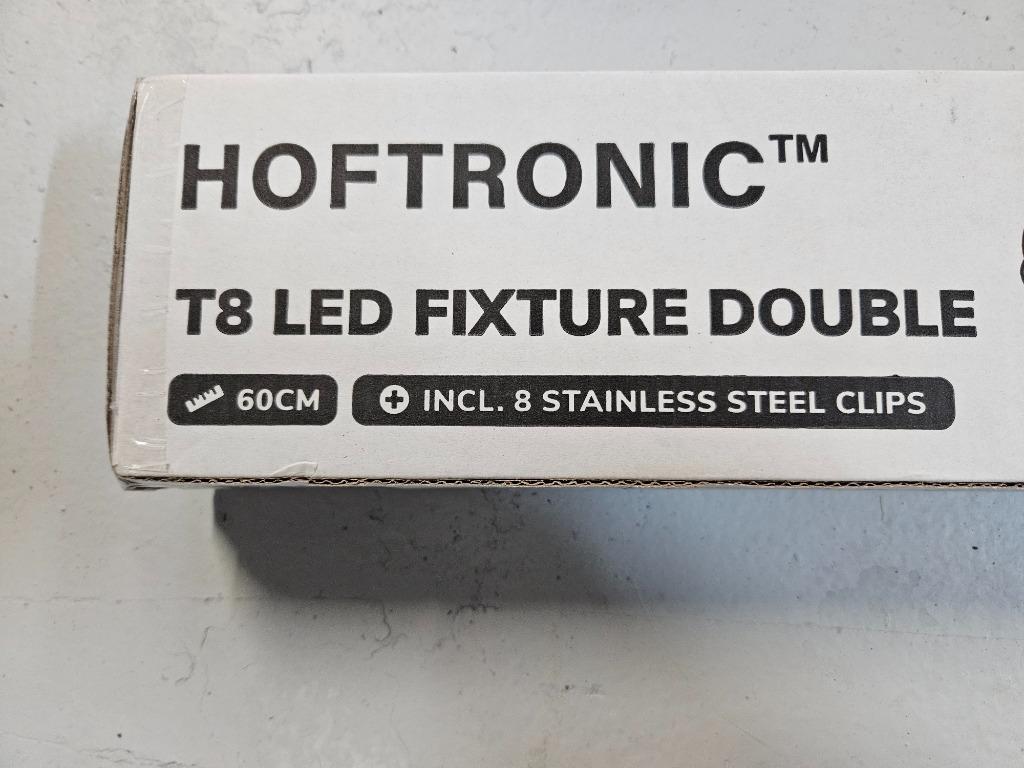 HOFTRONIC™
T8 LED FIXTURE DOUBLE
60CM INCL. 8 STAINLESS STEEL CLIPS